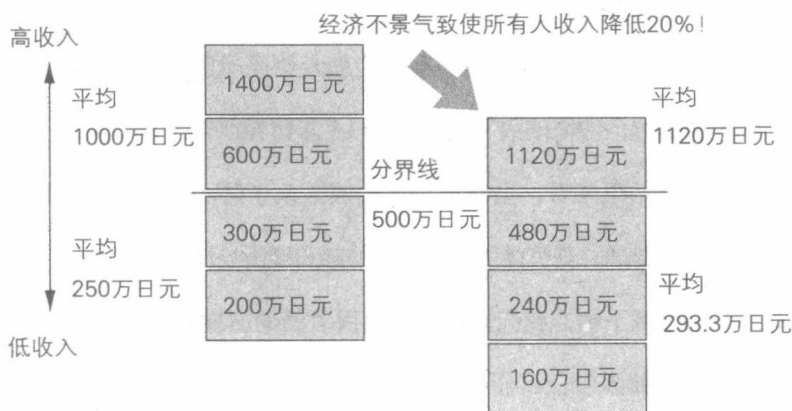 经济不景气致使所有人收入降低20%！
高收入
1400万日元
平均
1000万日元
600万日元
平均
1120万日元
1120万日元
分界线
500万日元
平均
250万日元
300万日元
200万日元
480万日元
240万日元
160万日元
平均
293.3万日元
低收入